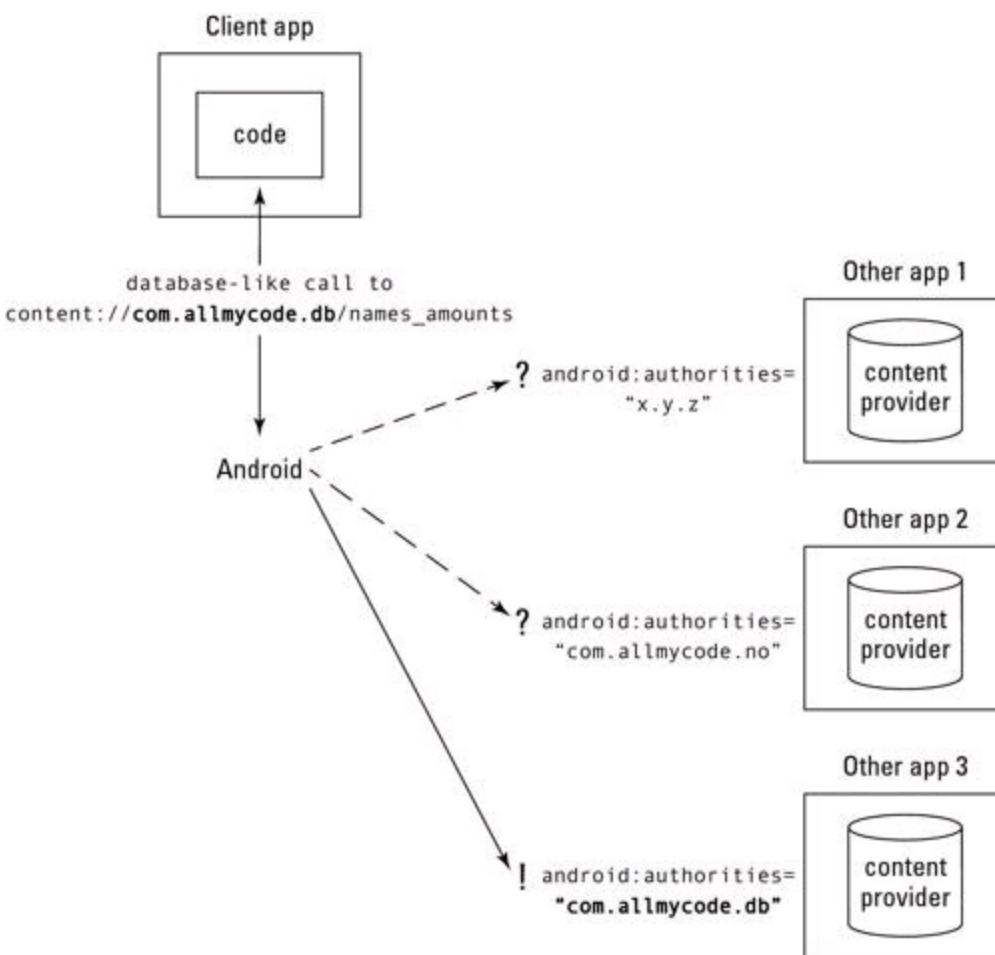 Client app
code
database-like call to
content://com.allmycode.db/names_amounts
Android
? android:authorities=
“x.y.z”
Other app 1
content
provider
? android:authorities=
“com.allmycode.no”
Other app 2
content
provider
! android:authorities=
“com.allmycode.db”
Other app 3
content
provider